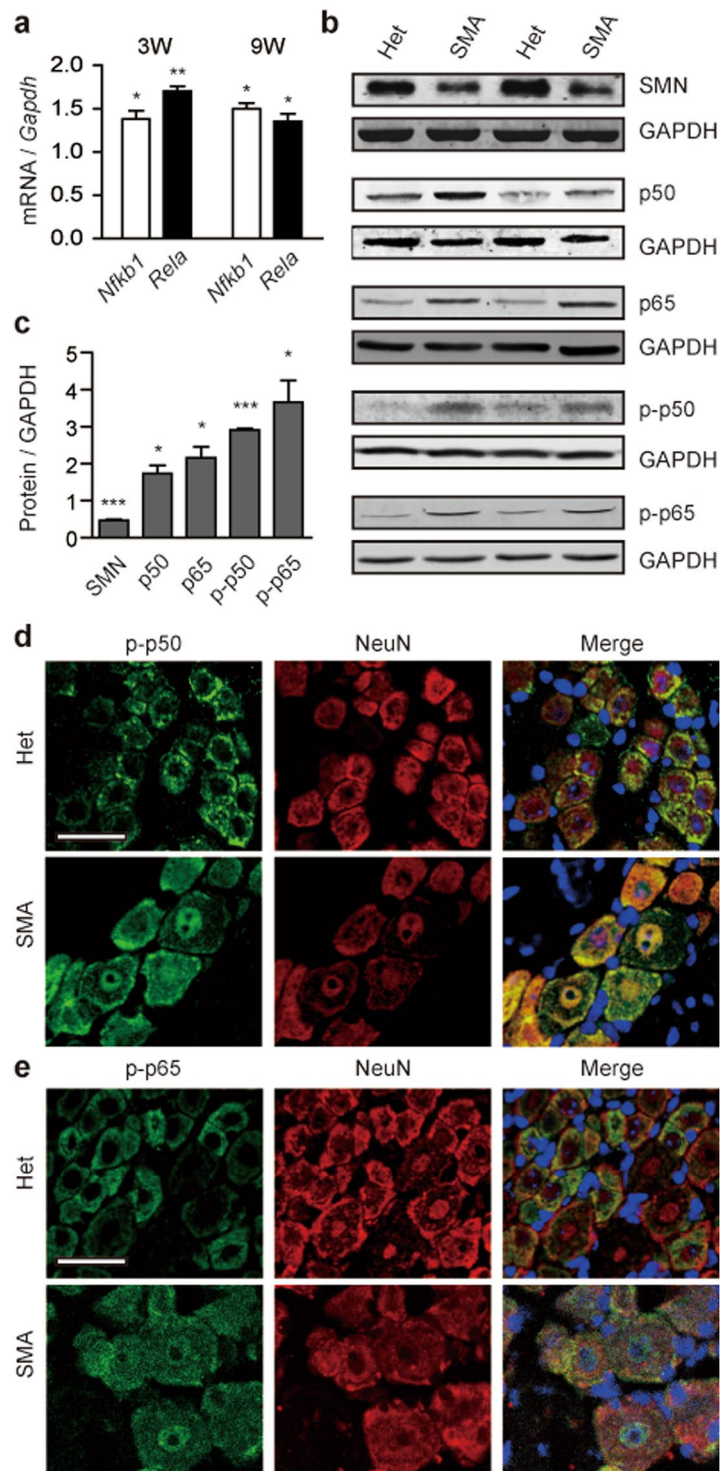 a
3W 9W
mRNA / Gapdh
2.0
1.5
1.0
0.5
0.0
* ** * *
Nfkb1 Rela Nfkb1 Rela
b
Het SMA Het SMA
SMN
GAPDH
p50
GAPDH
p65
GAPDH
p-p50
GAPDH
p-p65
GAPDH
c
Protein / GAPDH
5
4
3
2
1
0
*** * * *** *
SMN p50 p65 p-p50 p-p65
d
p-p50 NeuN Merge
Het
SMA
e
p-p65 NeuN Merge
Het
SMA